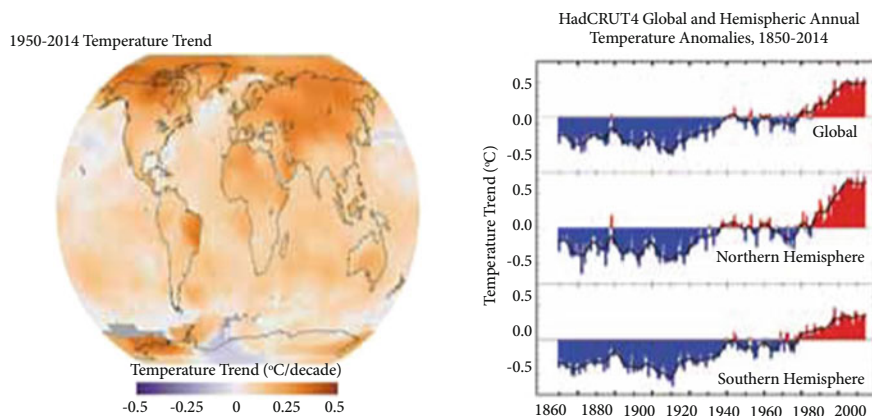 1950-2014 Temperature Trend
Temperature Trend (°C/decade)
-0.5 -0.25 0 0.25 0.5
HadCRUT4 Global and Hemispheric Annual
Temperature Anomalies, 1850-2014
Temperature Trend (°C)
0.5
0.0
-0.5
Global
0.5
0.0
-0.5
Northern Hemisphere
0.5
0.0
-0.5
Southern Hemisphere
1860 1880 1900 1920 1940 1960 1980 2000